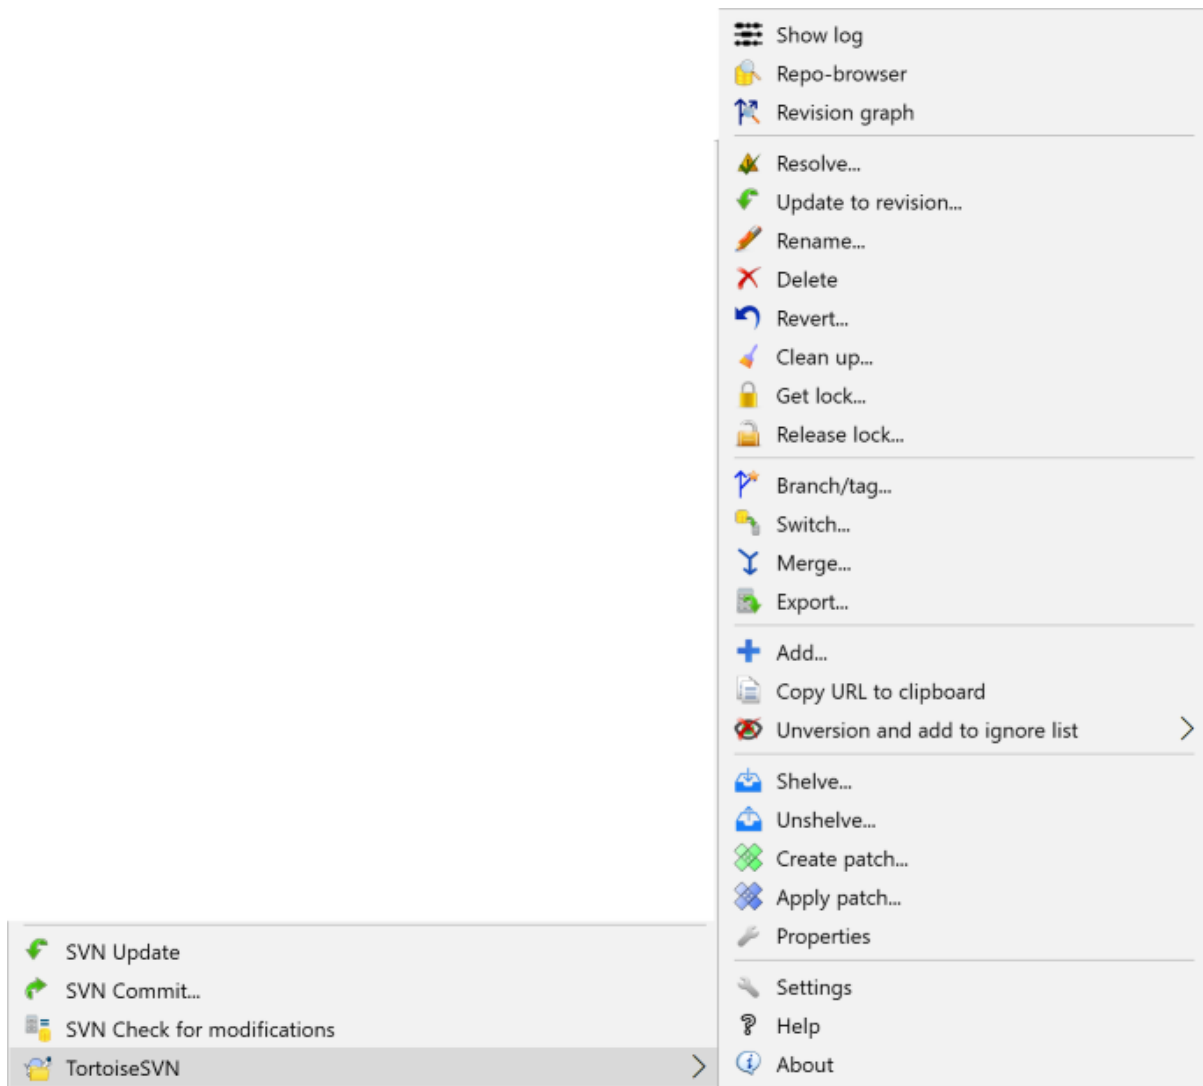 Show log
Repo-browser
Revision graph
Resolve...
Update to revision...
Rename...
Delete
Revert...
Clean up...
Get lock...
Release lock...
Branch/tag...
Switch...
Merge...
Export...
Add...
Copy URL to clipboard
Unversion and add to ignore list
Shelve...
Unshelve...
Create patch...
Apply patch...
Properties
Settings
Help
About
SVN Update
SVN Commit...
SVN Check for modifications
TortoiseSVN